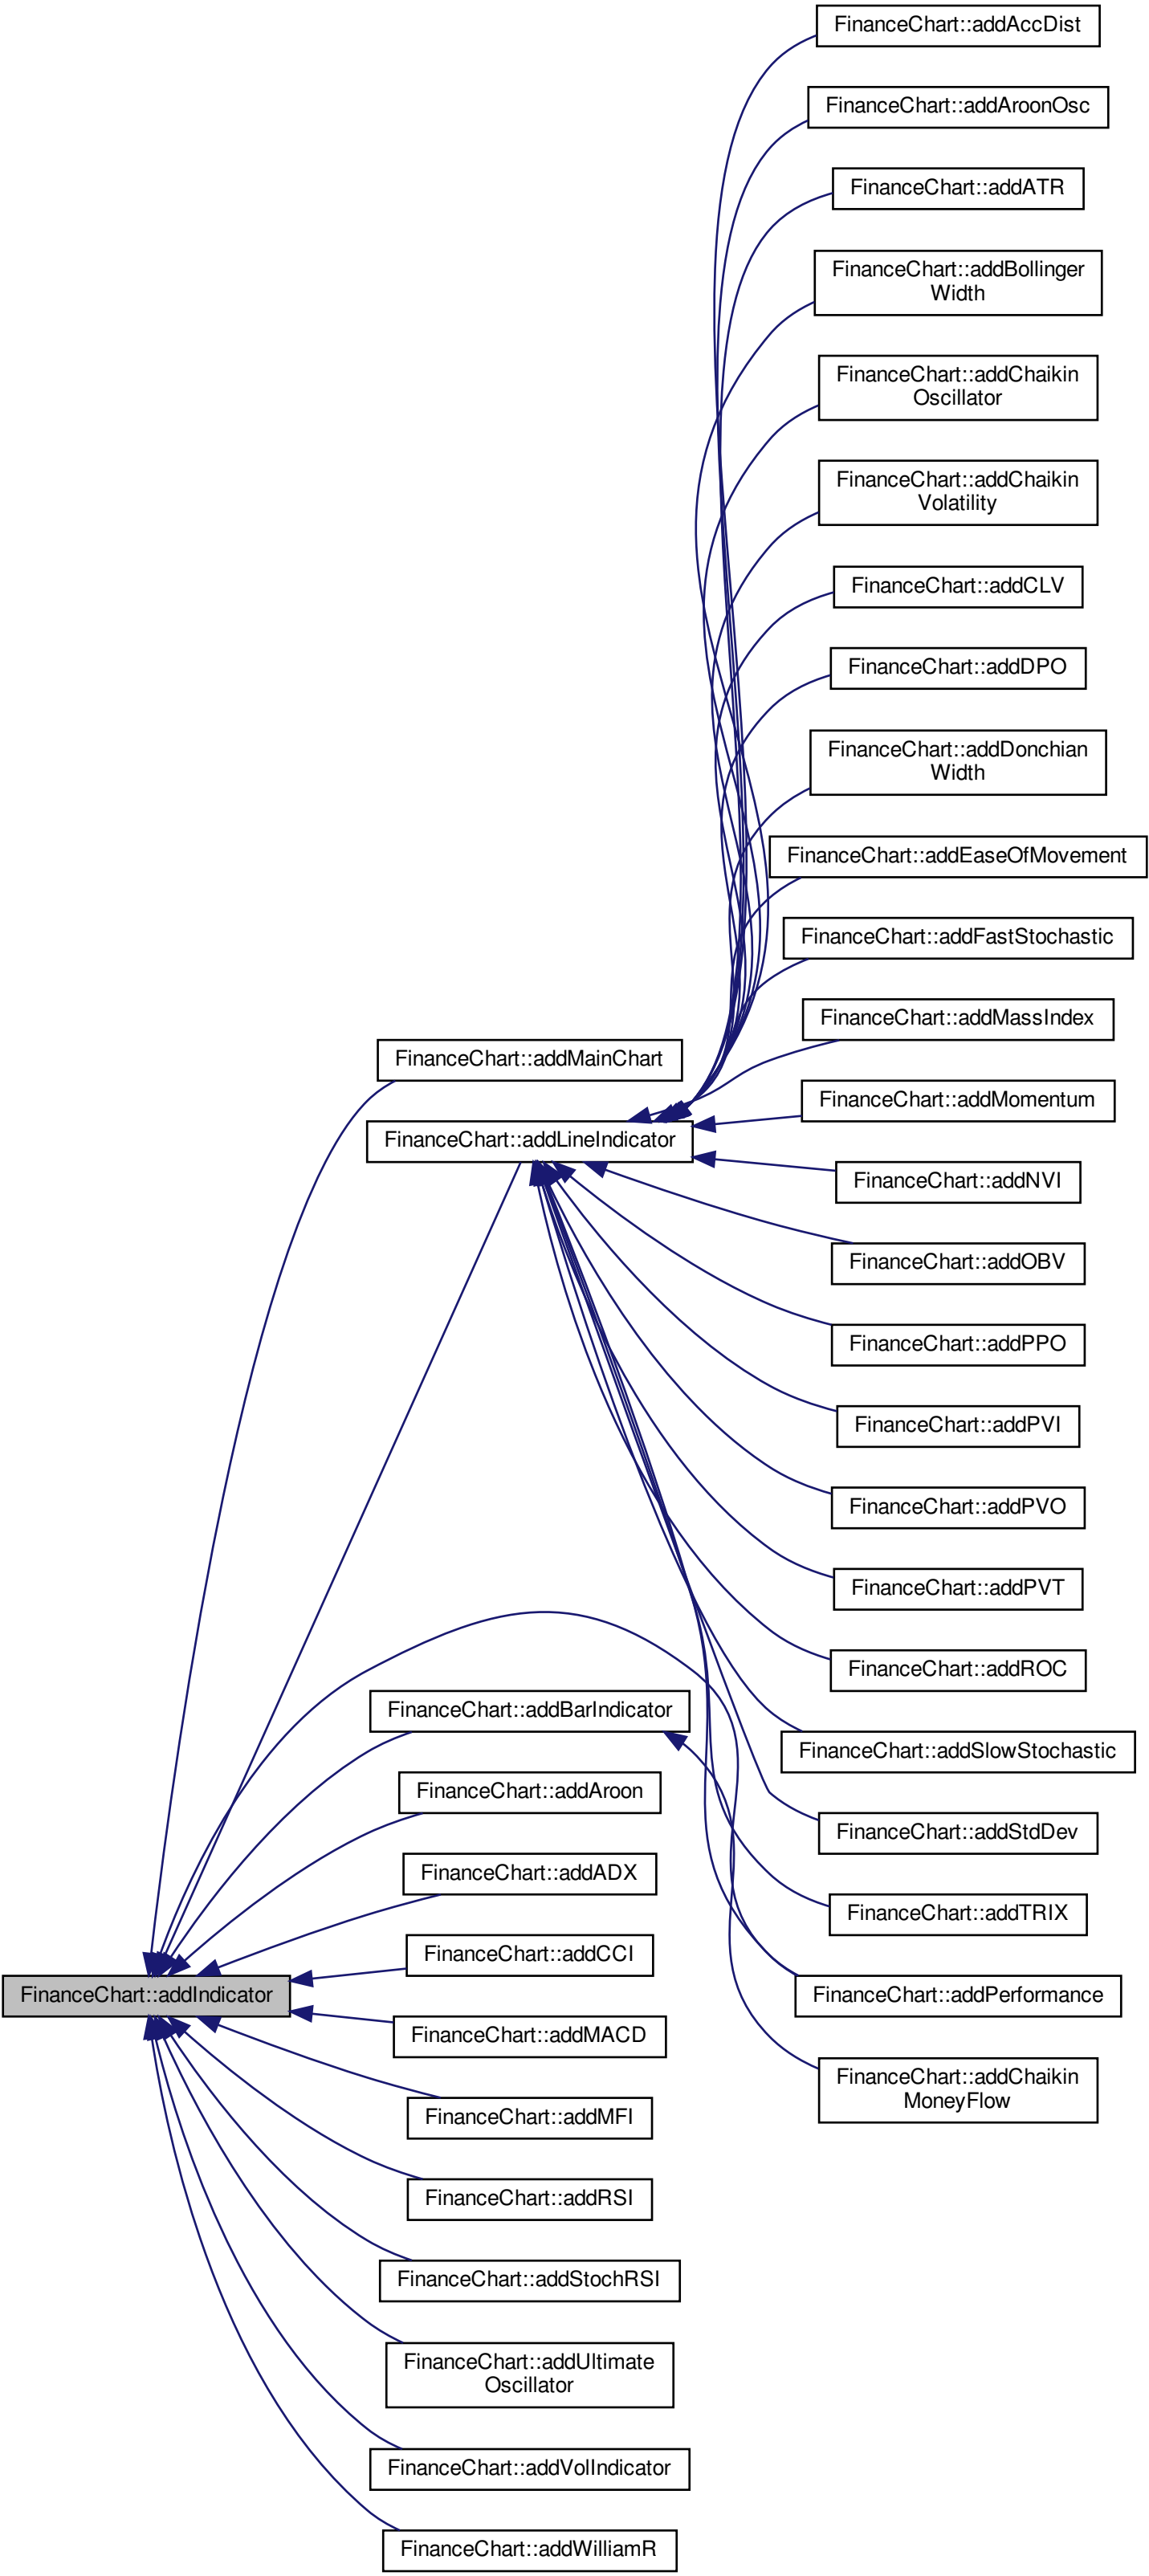 FinanceChart::addAccDist
FinanceChart::addAroonOsc
FinanceChart::addATR
FinanceChart::addBollinger
Width
FinanceChart::addChaikin
Oscillator
FinanceChart::addChaikin
Volatility
FinanceChart::addCLV
FinanceChart::addDPO
FinanceChart::addDonchian
Width
FinanceChart::addEaseOfMovement
FinanceChart::addFastStochastic
FinanceChart::addMassIndex
FinanceChart::addMainChart
FinanceChart::addMomentum
FinanceChart::addLineIndicator
FinanceChart::addNVI
FinanceChart::addOBV
FinanceChart::addPPO
FinanceChart::addPVI
FinanceChart::addPVO
FinanceChart::addPVT
FinanceChart::addROC
FinanceChart::addBarIndicator
FinanceChart::addSlowStochastic
FinanceChart::addAroon
FinanceChart::addStdDev
FinanceChart::addADX
FinanceChart::addTRIX
FinanceChart::addCCI
FinanceChart::addIndicator
FinanceChart::addPerformance
FinanceChart::addMACD
FinanceChart::addChaikin
MoneyFlow
FinanceChart::addMFI
FinanceChart::addRSI
FinanceChart::addStochRSI
FinanceChart::addUltimate
Oscillator
FinanceChart::addVolIndicator
FinanceChart::addWilliamR